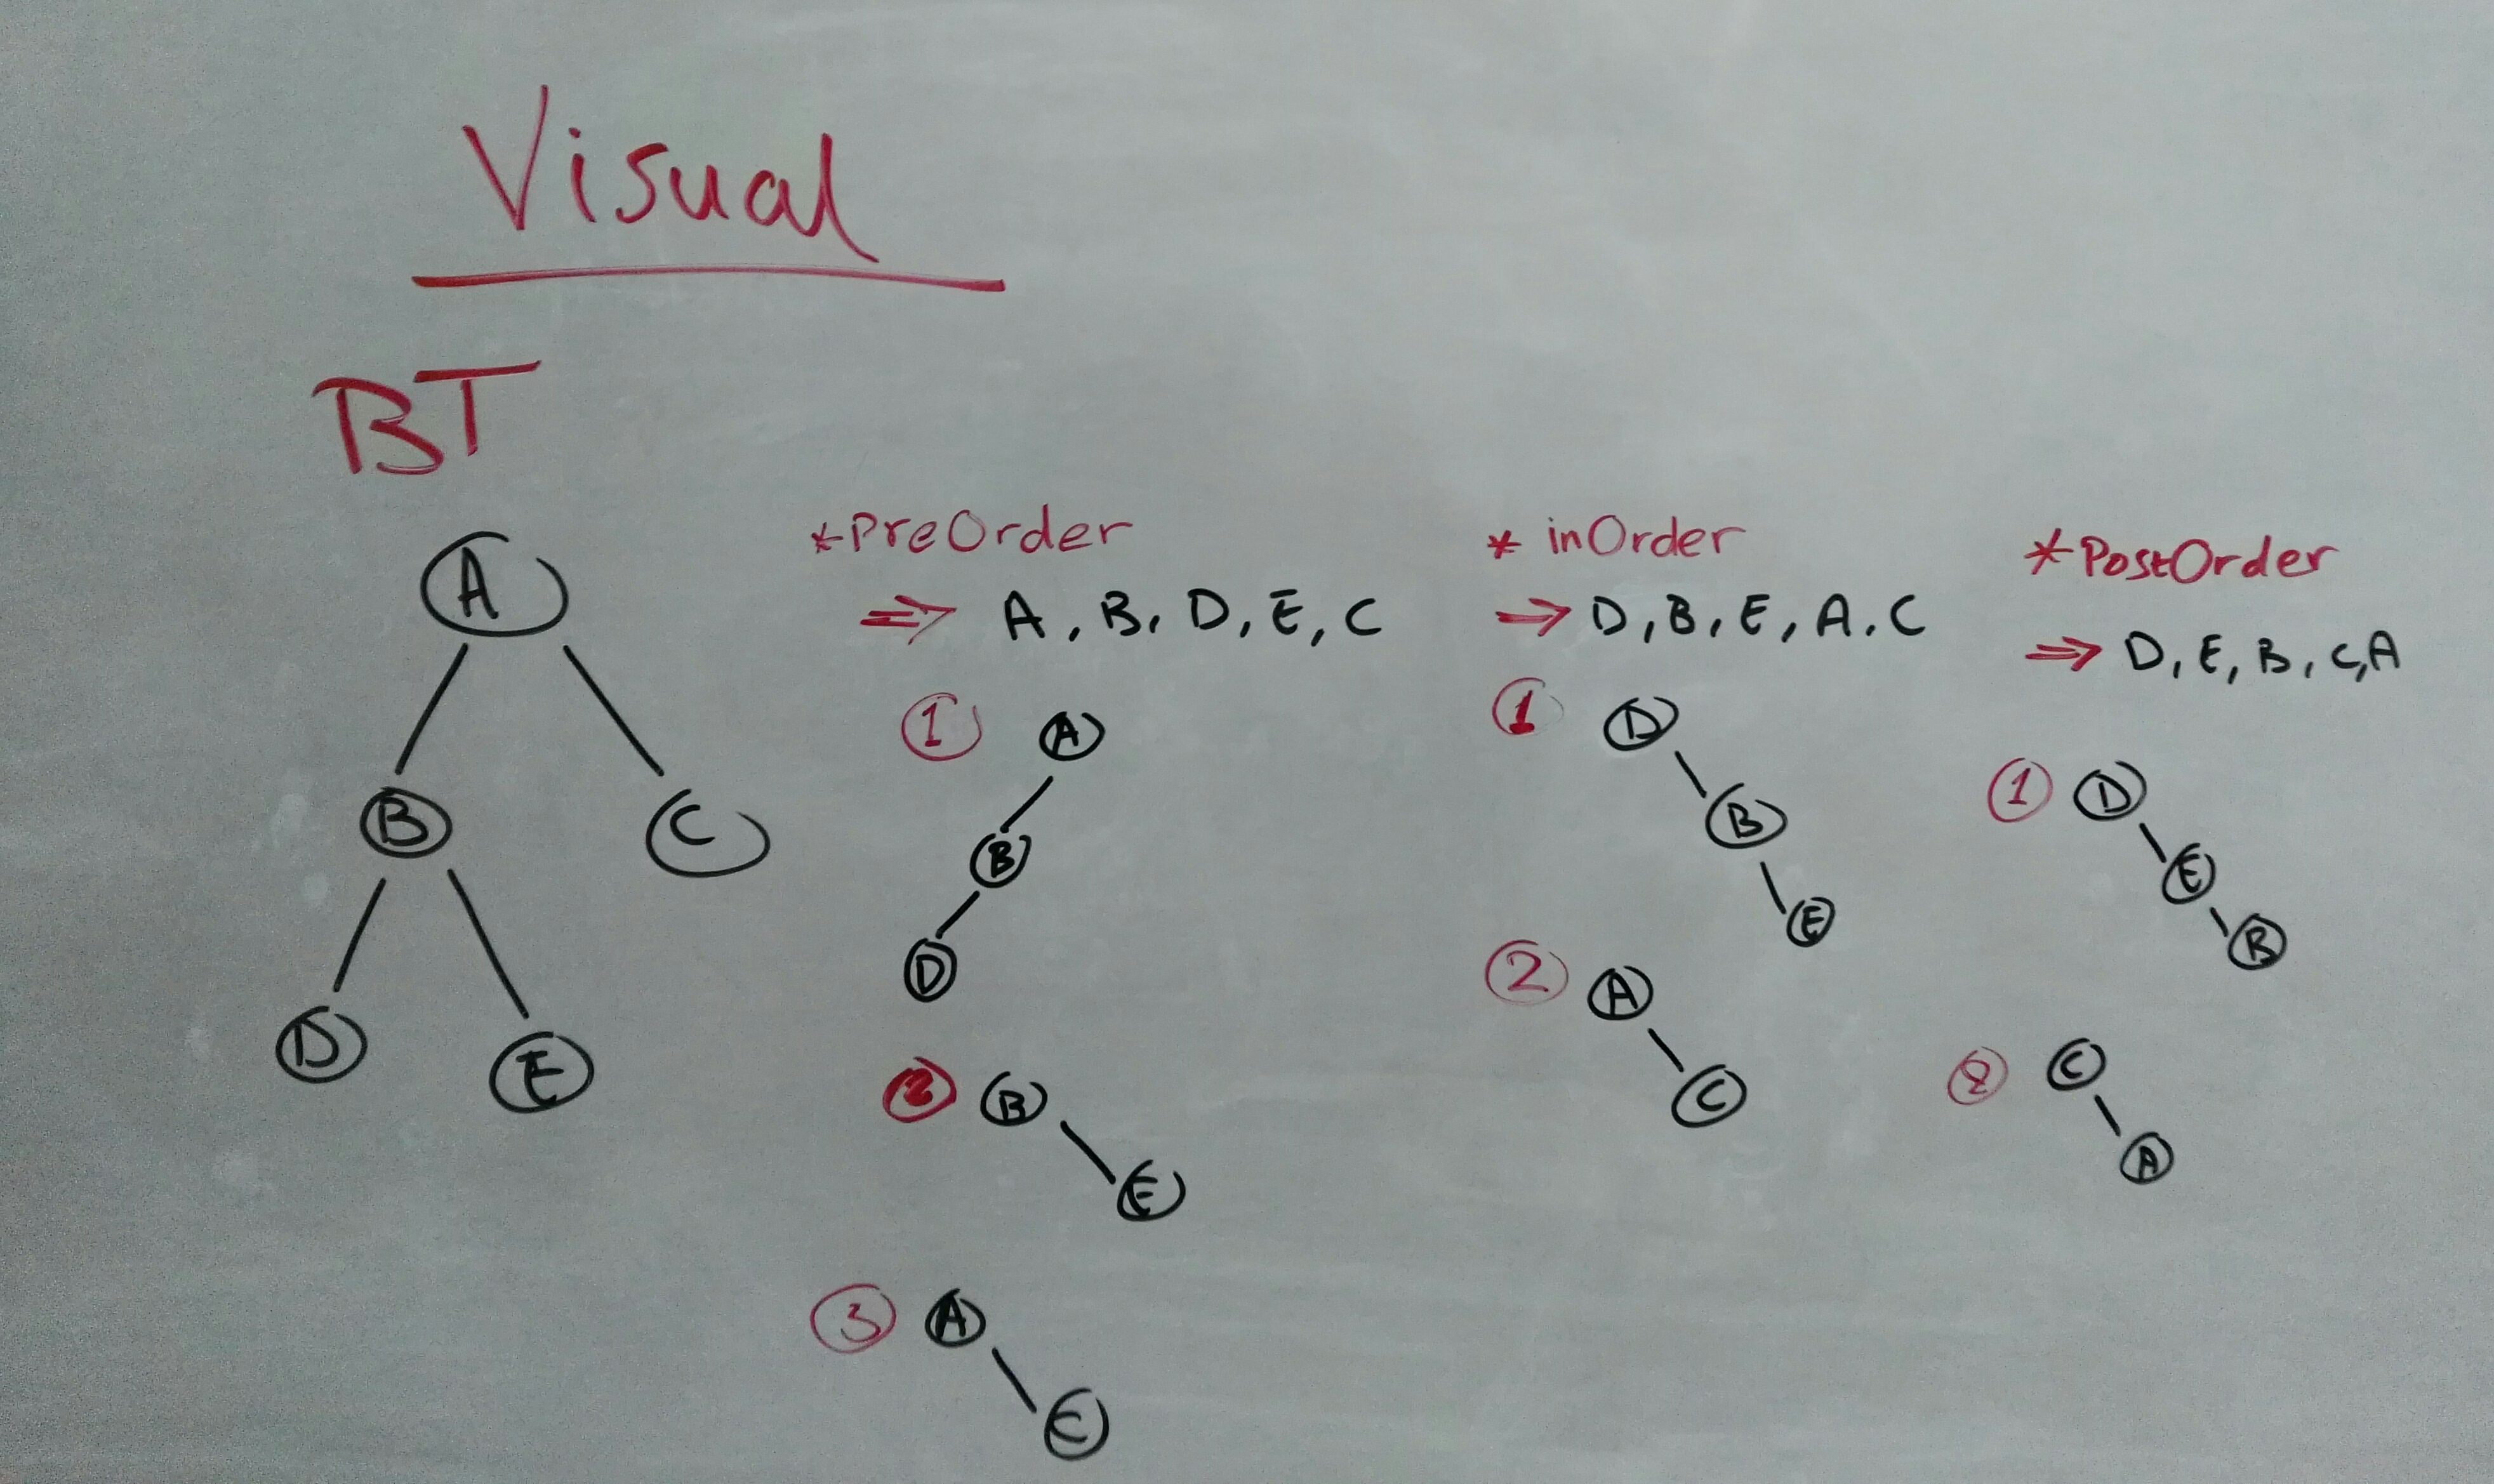 Visual
BT
A
B
C
D
E
*PreOrder
⇒ A, B, D, E, C
1
A
B
D
2
B
E
3
A
C
* inOrder
⇒ D, B, E, A, C
1
D
B
E
2
A
C
*PostOrder
⇒ D, E, B, C, A
1
D
E
B
2
C
A